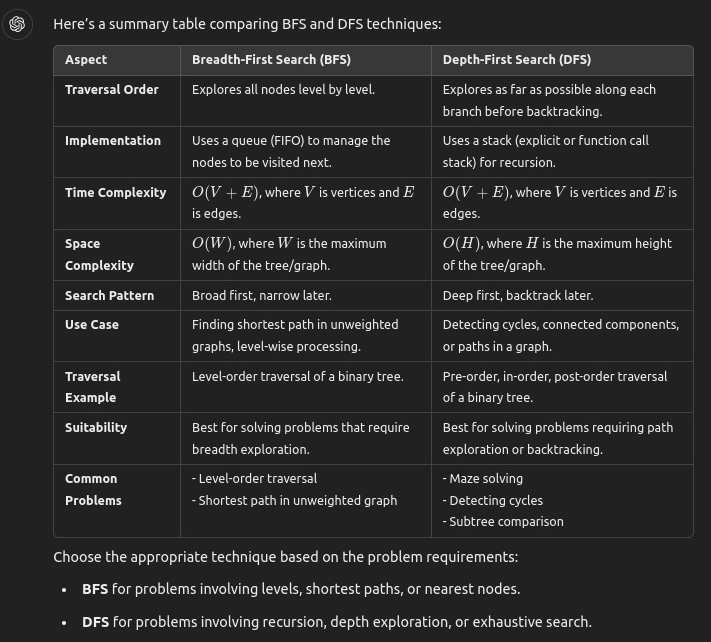 Here's a summary table comparing BFS and DFS techniques:
Aspect Breadth-First Search (BFS) Depth-First Search (DFS)
Traversal Order Explores all nodes level by level. Explores as far as possible along each
branch before backtracking.
Implementation Uses a queue (FIFO) to manage the Uses a stack (explicit or function call
nodes to be visited next. stack) for recursion.
Time Complexity O(V + E), where V is vertices and E O(V + E), where V is vertices and E is
is edges. edges.
Space O(W), where W is the maximum O(H), where H is the maximum height
Complexity width of the tree/graph. of the tree/graph.
Search Pattern Broad first, narrow later. Deep first, backtrack later.
Use Case Finding shortest path in unweighted Detecting cycles, connected components,
graphs, level-wise processing. or paths in a graph.
Traversal Level-order traversal of a binary tree. Pre-order, in-order, post-order traversal
Example of a binary tree.
Suitability Best for solving problems that require Best for solving problems requiring path
breadth exploration. exploration or backtracking.
Common - Level-order traversal - Maze solving
Problems - Shortest path in unweighted graph - Detecting cycles
- Subtree comparison
Choose the appropriate technique based on the problem requirements:
• BFS for problems involving levels, shortest paths, or nearest nodes.
• DFS for problems involving recursion, depth exploration, or exhaustive search.